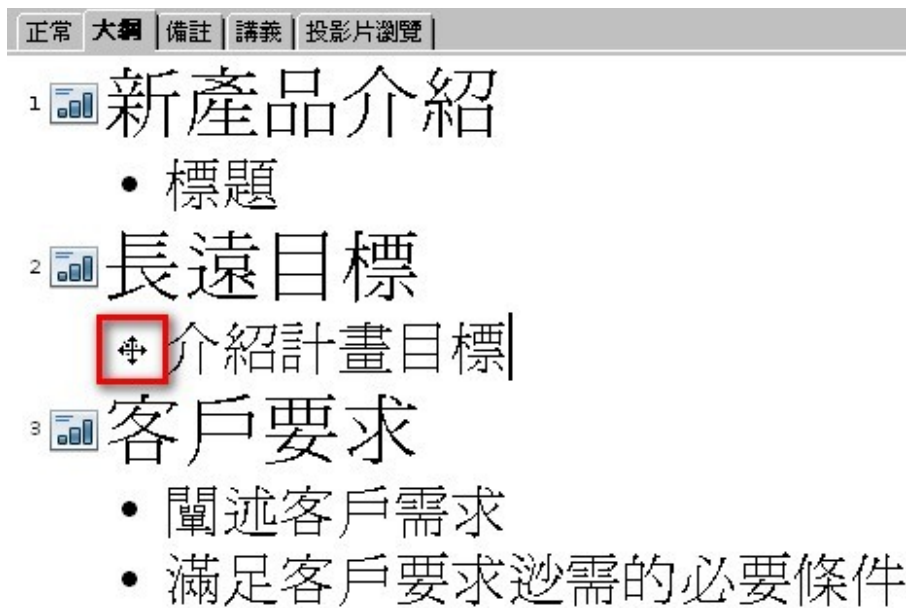 正常 大綱 備註 講義 投影片瀏覽
1 新產品介紹
• 標題
2 長遠目標
介紹計畫目標
3 客戶要求
• 闡述客戶需求
• 滿足客戶要求逤需的必要條件